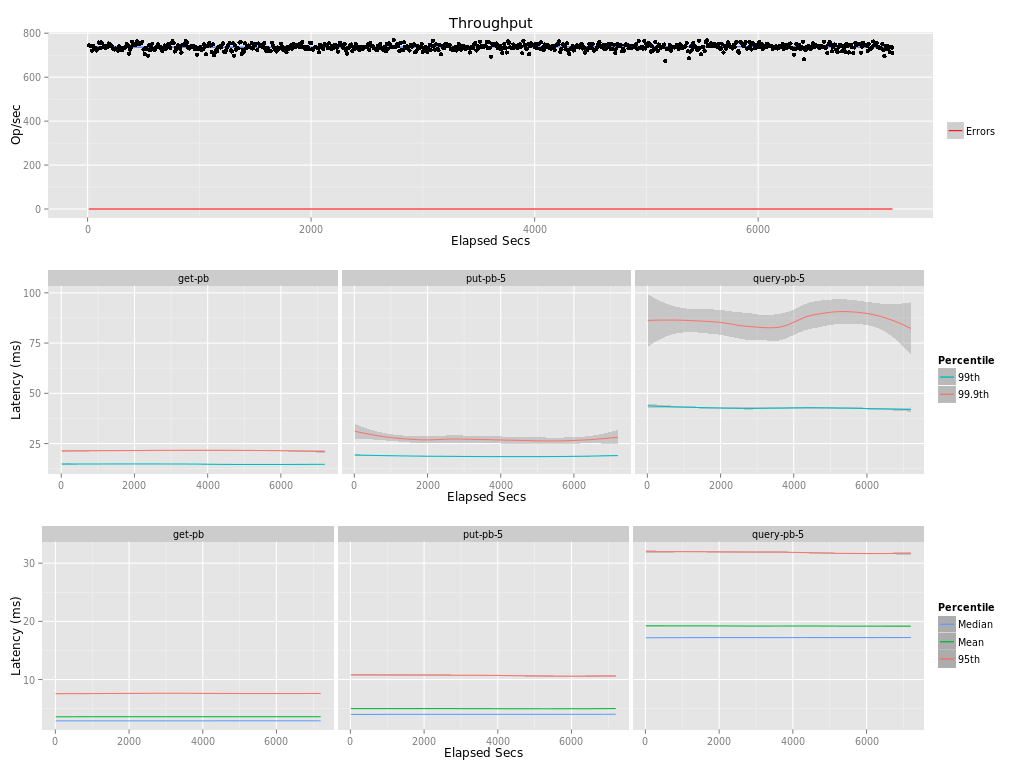 Throughput
800
600
400
200
0
Op/sec
0 2000 4000 6000
Elapsed Secs
Errors
get-pb put-pb-5 query-pb-5
100
75
50
25
Latency (ms)
0 2000 4000 6000 0 2000 4000 6000 0 2000 4000 6000
Elapsed Secs
Percentile
99th
99.9th
get-pb put-pb-5 query-pb-5
30
20
10
Latency (ms)
0 2000 4000 6000 0 2000 4000 6000 0 2000 4000 6000
Elapsed Secs
Percentile
Median
Mean
95th